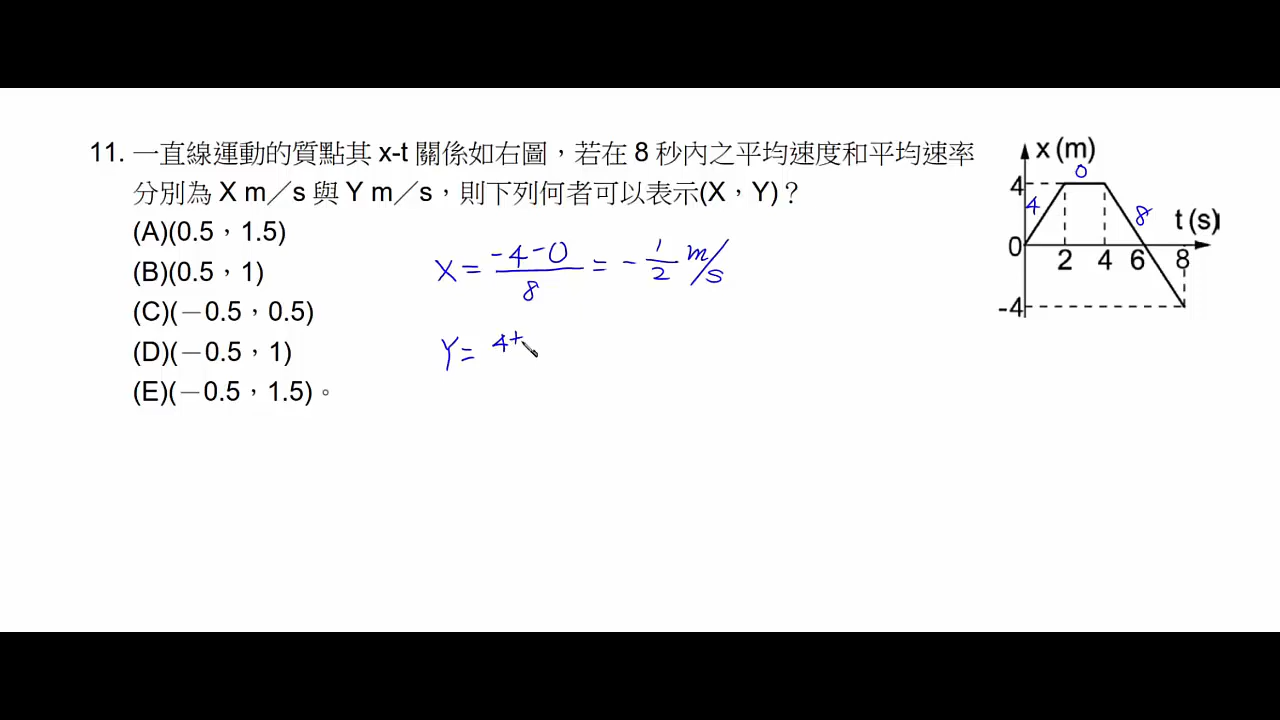 11. 一直線運動的質點其 x-t 關係如右圖，若在 8 秒內之平均速度和平均速率
分別為 X m／s 與 Y m／s，則下列何者可以表示(X，Y)？
(A)(0.5，1.5)
(B)(0.5，1)
(C)(－0.5，0.5)
(D)(－0.5，1)
(E)(－0.5，1.5)。
X = -4-0 / 8 = - 1/2 m/s
Y = 4+
x (m)
0
4
4
8
t (s)
0
2 4 6 8
-4